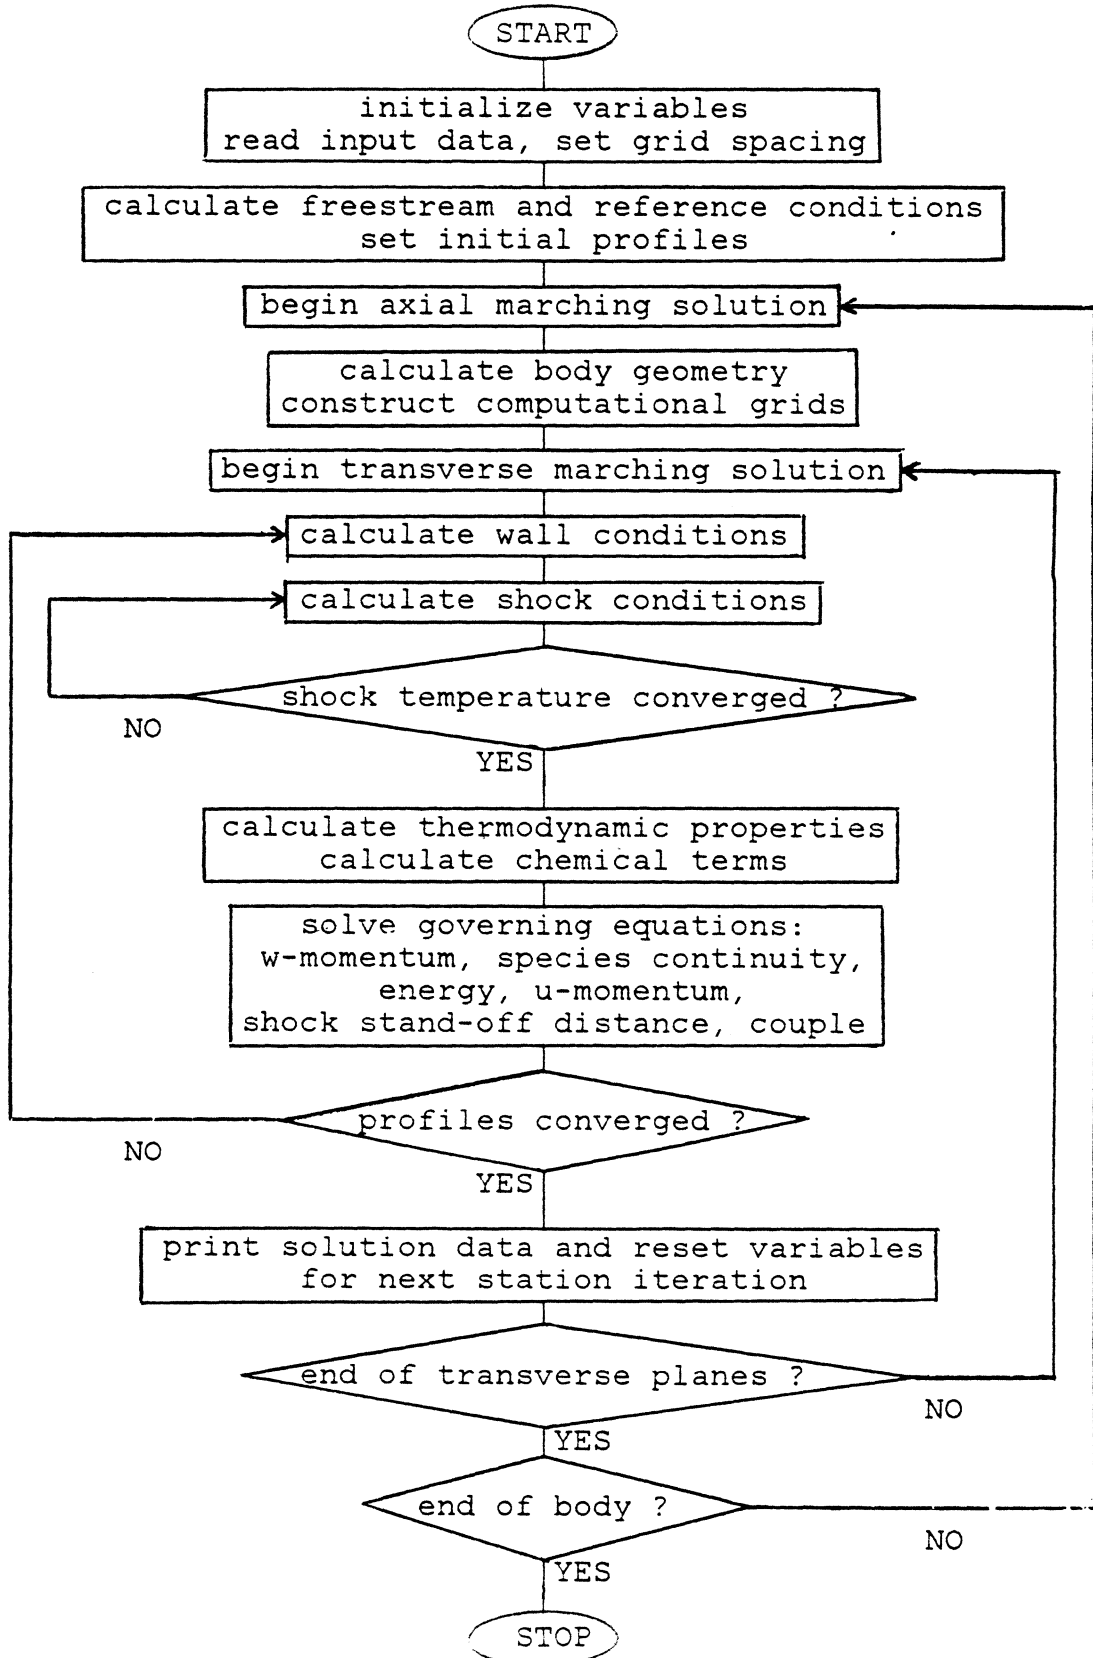 START
initialize variables
read input data, set grid spacing
calculate freestream and reference conditions
set initial profiles
begin axial marching solution
calculate body geometry
construct computational grids
begin transverse marching solution
calculate wall conditions
calculate shock conditions
shock temperature converged ?
NO
YES
calculate thermodynamic properties
calculate chemical terms
solve governing equations:
w-momentum, species continuity,
energy, u-momentum,
shock stand-off distance, couple
profiles converged ?
NO
YES
print solution data and reset variables
for next station iteration
end of transverse planes ?
NO
YES
end of body ?
NO
YES
STOP